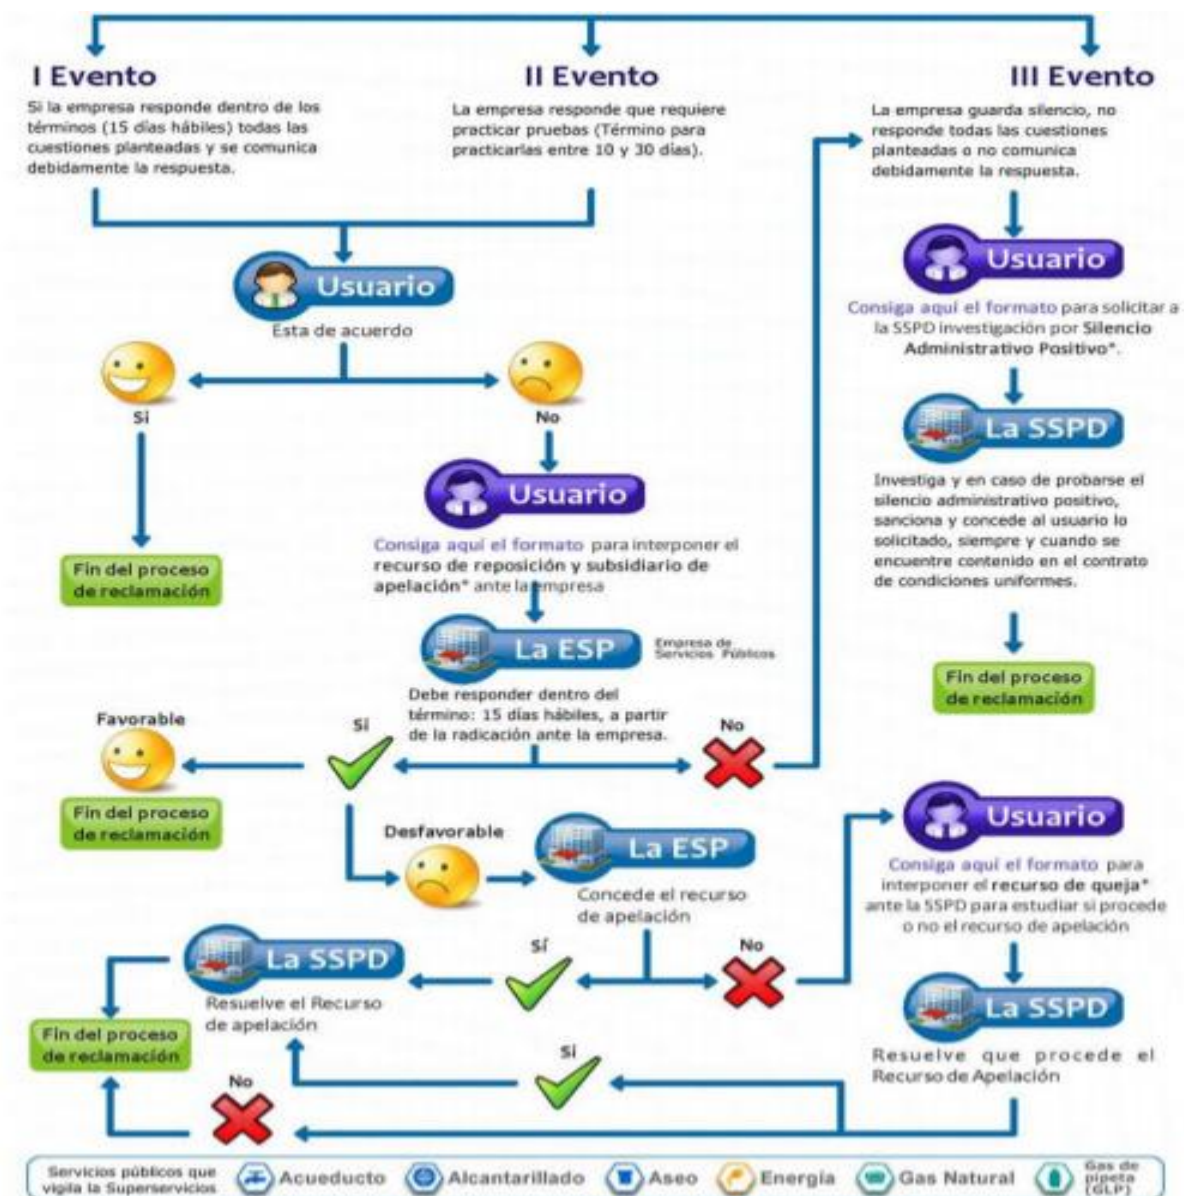 I Evento
Si la empresa responde dentro de los
términos (15 días hábiles) todas las
cuestiones planteadas y se comunica
debidamente la respuesta.
II Evento
La empresa responde que requiere
practicar pruebas (Término para
practicarlas entre 10 y 30 días).
III Evento
La empresa guarda silencio, no
responde todas las cuestiones
planteadas o no comunica
debidamente la respuesta.
Usuario
Esta de acuerdo
Si
No
Fin del proceso
de reclamación
Usuario
Consiga aquí el formato para interponer el
recurso de reposición y subsidiario de
apelación* ante la empresa
La ESP
Empresa de
Servicios Públicos
Debe responder dentro del
término: 15 días hábiles, a partir
de la radicación ante la empresa.
Si
No
Favorable
Fin del proceso
de reclamación
Desfavorable
La ESP
Concede el recurso
de apelación
Sí
No
La SSPD
Resuelve el Recurso
de apelación
Fin del proceso
de reclamación
Si
No
Usuario
Consiga aquí el formato para solicitar a
la SSPD investigación por Silencio
Administrativo Positivo*.
La SSPD
Investiga y en caso de probarse el
silencio administrativo positivo,
sanciona y concede al usuario lo
solicitado, siempre y cuando se
encuentre contenido en el contrato
de condiciones uniformes.
Fin del proceso
de reclamación
Usuario
Consiga aquí el formato para
interponer el recurso de queja*
ante la SSPD para estudiar si procede
o no el recurso de apelación
La SSPD
Resuelve que procede el
Recurso de Apelación
Servicios públicos que
vigila la Superservicios
Acueducto
Alcantarillado
Aseo
Energía
Gas Natural
Gas de
pipeta
(GLP)